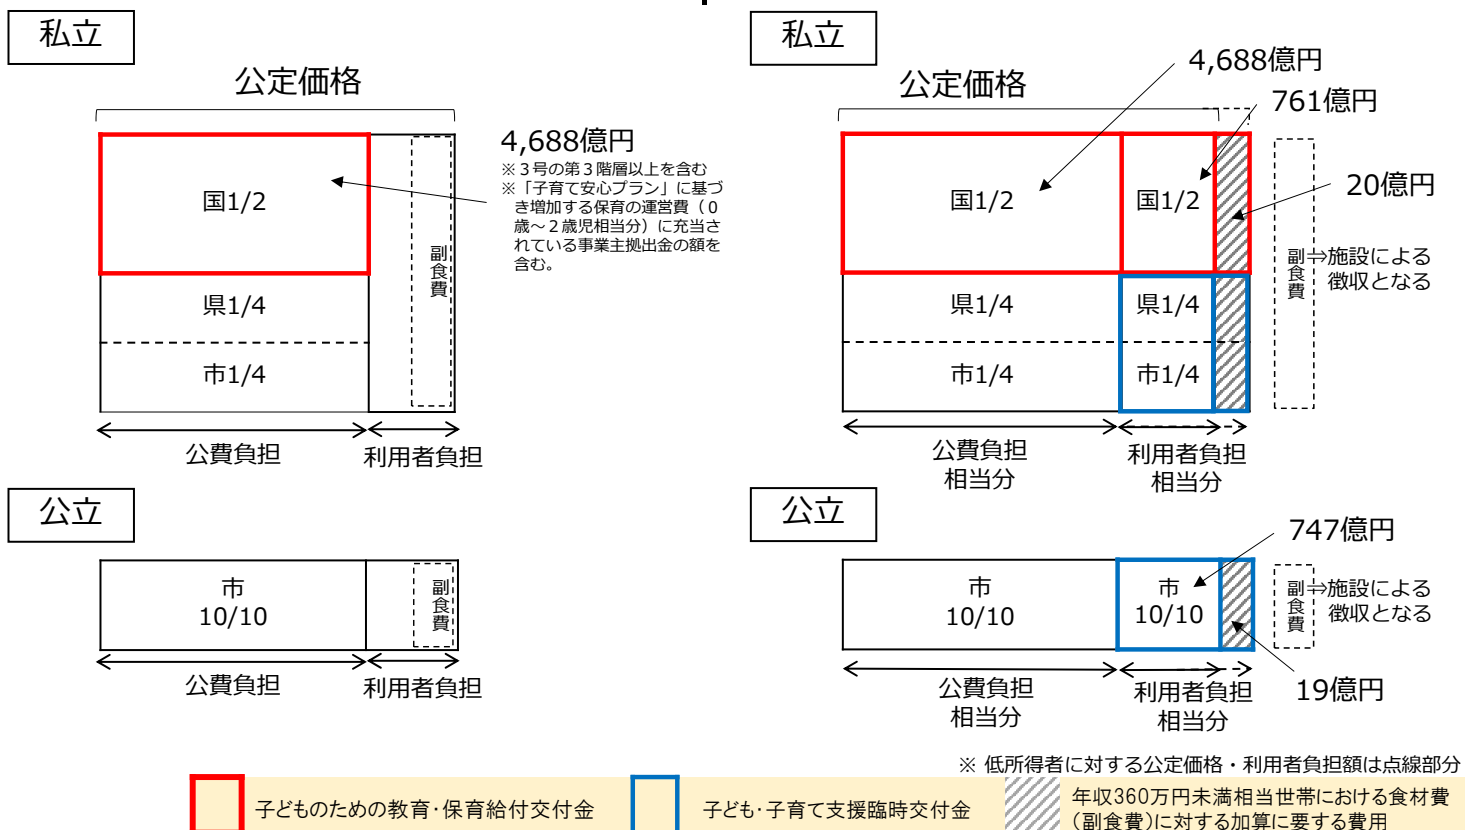 私立
公定価格
国1/2
県1/4
市1/4
副食費
4,688億円
※３号の第３階層以上を含む
※「子育て安心プラン」に基づ
き増加する保育の運営費（０
歳～２歳児相当分）に充当さ
れている事業主拠出金の額を
含む。
公費負担
利用者負担
公立
市
10/10
副食費
公費負担
利用者負担
私立
公定価格
4,688億円
761億円
20億円
国1/2
国1/2
県1/4
県1/4
市1/4
市1/4
副食費
⇒施設による
徴収となる
公費負担
相当分
利用者負担
相当分
公立
747億円
市
10/10
市
10/10
副食費
⇒施設による
徴収となる
19億円
公費負担
相当分
利用者負担
相当分
※ 低所得者に対する公定価格・利用者負担額は点線部分
子どものための教育・保育給付交付金
子ども・子育て支援臨時交付金
年収360万円未満相当世帯における食材費
（副食費）に対する加算に要する費用